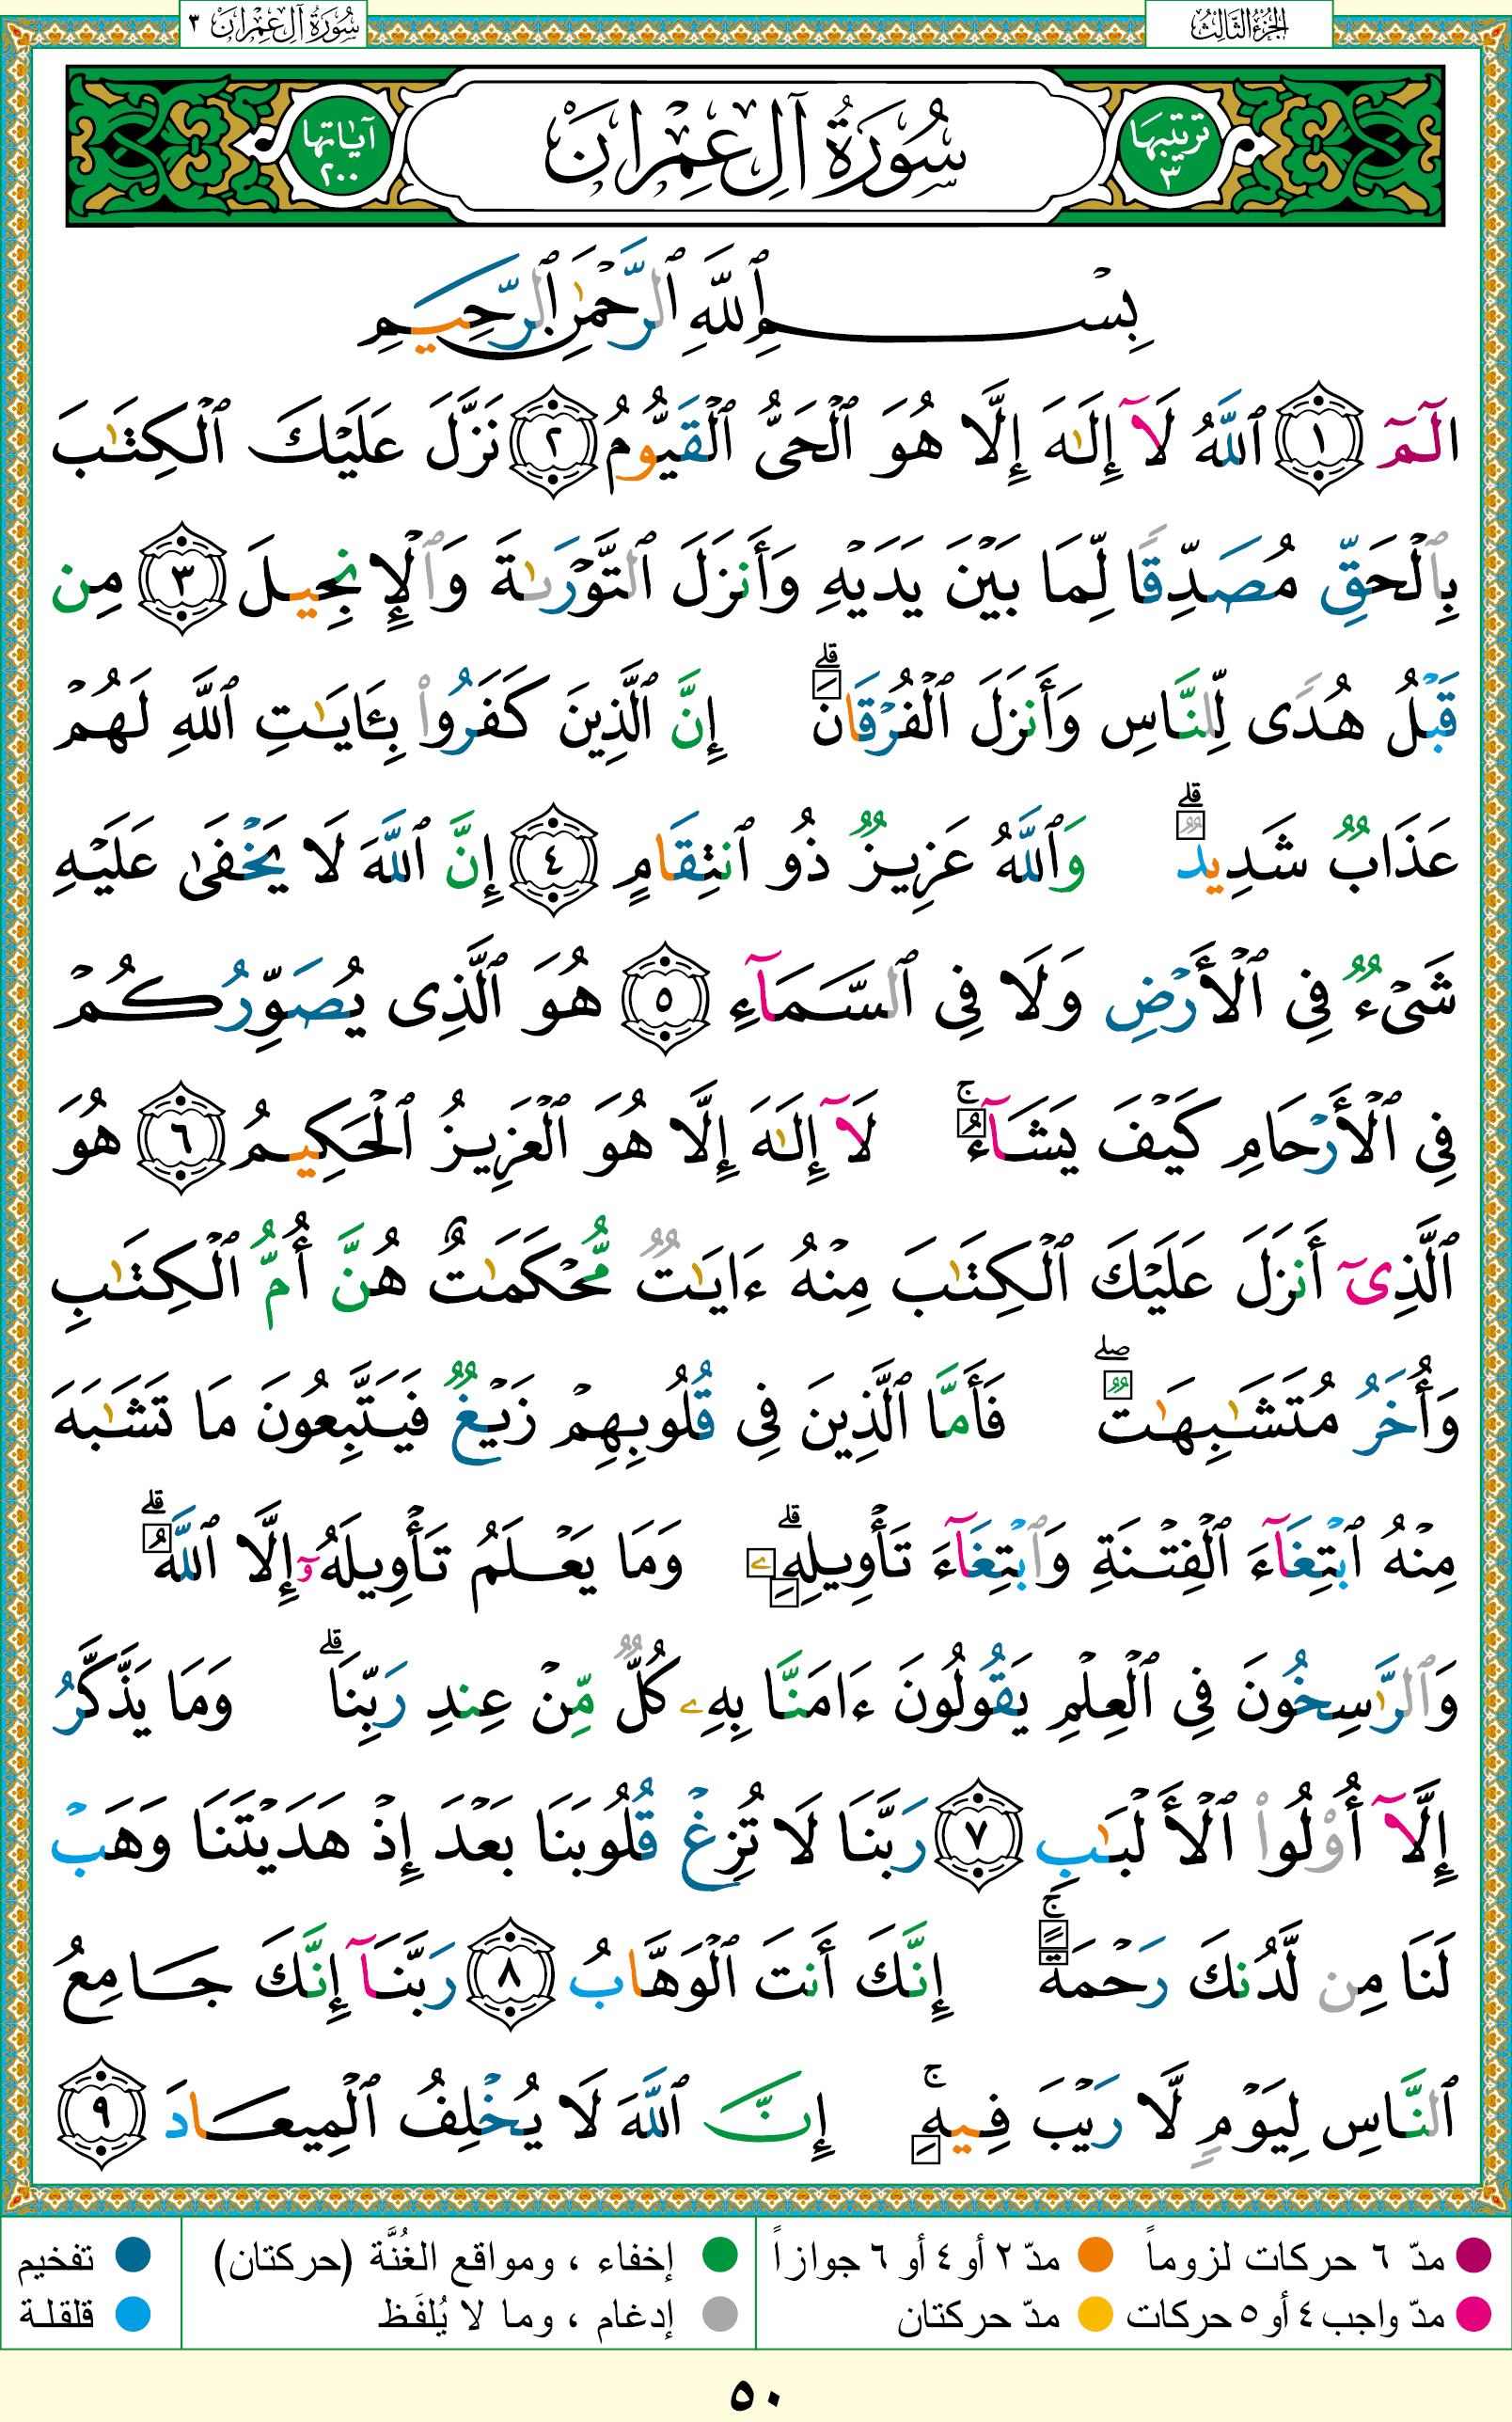 الجزء الثالث
سورة آل عمران ٣
ترتيبها ٣
سُورَةُ آلِ عِمْرَانَ
آياتها ٢٠٠
بِسْمِ ٱللَّهِ ٱلرَّحْمَٰنِ ٱلرَّحِيمِ
الٓمٓ ١ ٱللَّهُ لَآ إِلَٰهَ إِلَّا هُوَ ٱلْحَىُّ ٱلْقَيُّومُ ٢ نَزَّلَ عَلَيْكَ ٱلْكِتَٰبَ
بِٱلْحَقِّ مُصَدِّقًا لِّمَا بَيْنَ يَدَيْهِ وَأَنزَلَ ٱلتَّوْرَىٰةَ وَٱلْإِنجِيلَ ٣ مِن
قَبْلُ هُدًى لِّلنَّاسِ وَأَنزَلَ ٱلْفُرْقَانَ ۗ إِنَّ ٱلَّذِينَ كَفَرُوا۟ بِـَٔايَٰتِ ٱللَّهِ لَهُمْ
عَذَابٌ شَدِيدٌ ۗ وَٱللَّهُ عَزِيزٌ ذُو ٱنتِقَامٍ ٤ إِنَّ ٱللَّهَ لَا يَخْفَىٰ عَلَيْهِ
شَىْءٌ فِى ٱلْأَرْضِ وَلَا فِى ٱلسَّمَآءِ ٥ هُوَ ٱلَّذِى يُصَوِّرُكُمْ
فِى ٱلْأَرْحَامِ كَيْفَ يَشَآءُ ۚ لَآ إِلَٰهَ إِلَّا هُوَ ٱلْعَزِيزُ ٱلْحَكِيمُ ٦ هُوَ
ٱلَّذِىٓ أَنزَلَ عَلَيْكَ ٱلْكِتَٰبَ مِنْهُ ءَايَٰتٌ مُّحْكَمَٰتٌ هُنَّ أُمُّ ٱلْكِتَٰبِ
وَأُخَرُ مُتَشَٰبِهَٰتٌ ۖ فَأَمَّا ٱلَّذِينَ فِى قُلُوبِهِمْ زَيْغٌ فَيَتَّبِعُونَ مَا تَشَٰبَهَ
مِنْهُ ٱبْتِغَآءَ ٱلْفِتْنَةِ وَٱبْتِغَآءَ تَأْوِيلِهِۦ ۗ وَمَا يَعْلَمُ تَأْوِيلَهُۥٓ إِلَّا ٱللَّهُ ۗ
وَٱلرَّٰسِخُونَ فِى ٱلْعِلْمِ يَقُولُونَ ءَامَنَّا بِهِۦ كُلٌّ مِّنْ عِندِ رَبِّنَا ۗ وَمَا يَذَّكَّرُ
إِلَّآ أُو۟لُوا۟ ٱلْأَلْبَٰبِ ٧ رَبَّنَا لَا تُزِغْ قُلُوبَنَا بَعْدَ إِذْ هَدَيْتَنَا وَهَبْ
لَنَا مِن لَّدُنكَ رَحْمَةً ۚ إِنَّكَ أَنتَ ٱلْوَهَّابُ ٨ رَبَّنَآ إِنَّكَ جَامِعُ
ٱلنَّاسِ لِيَوْمٍ لَّا رَيْبَ فِيهِ ۚ إِنَّ ٱللَّهَ لَا يُخْلِفُ ٱلْمِيعَادَ ٩
مدّ ٦ حركات لزوماً مدّ ٢ أو ٤ أو ٦ جوازاً إخفاء ، ومواقع الغُنَّة (حركتان) تفخيم
مدّ واجب ٤ أو ٥ حركات مدّ حركتان إدغام ، وما لا يُلفَظ قلقلة
٥٠